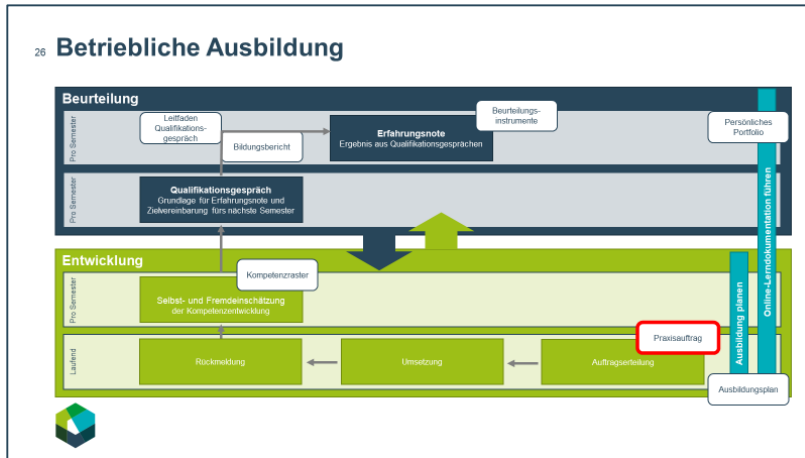 26 Betriebliche Ausbildung
Beurteilung
Pro Semester
Leitfaden
Qualifikations-
gespräch
Bildungsbericht
Erfahrungsnote
Ergebnis aus Qualifikationsgesprächen
Beurteilungs-
instrumente
Persönliches
Portfolio
Pro Semester
Qualifikationsgespräch
Grundlage für Erfahrungsnote und
Zielvereinbarung fürs nächste Semester
Entwicklung
Pro Semester
Kompetenzraster
Selbst- und Fremdeinschätzung
der Kompetenzentwicklung
Laufend
Rückmeldung
Umsetzung
Praxisauftrag
Auftragserteilung
Ausbildung planen
Online-Lerndokumentation führen
Ausbildungsplan